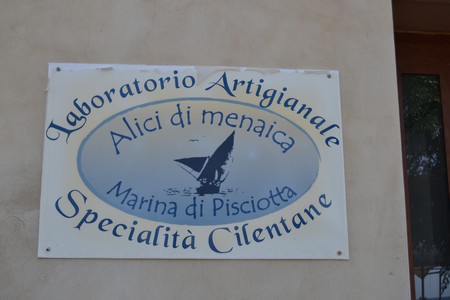 Laboratorio Artigianale
Alici di menaica
Marina di Pisciotta
Specialità Cilentane